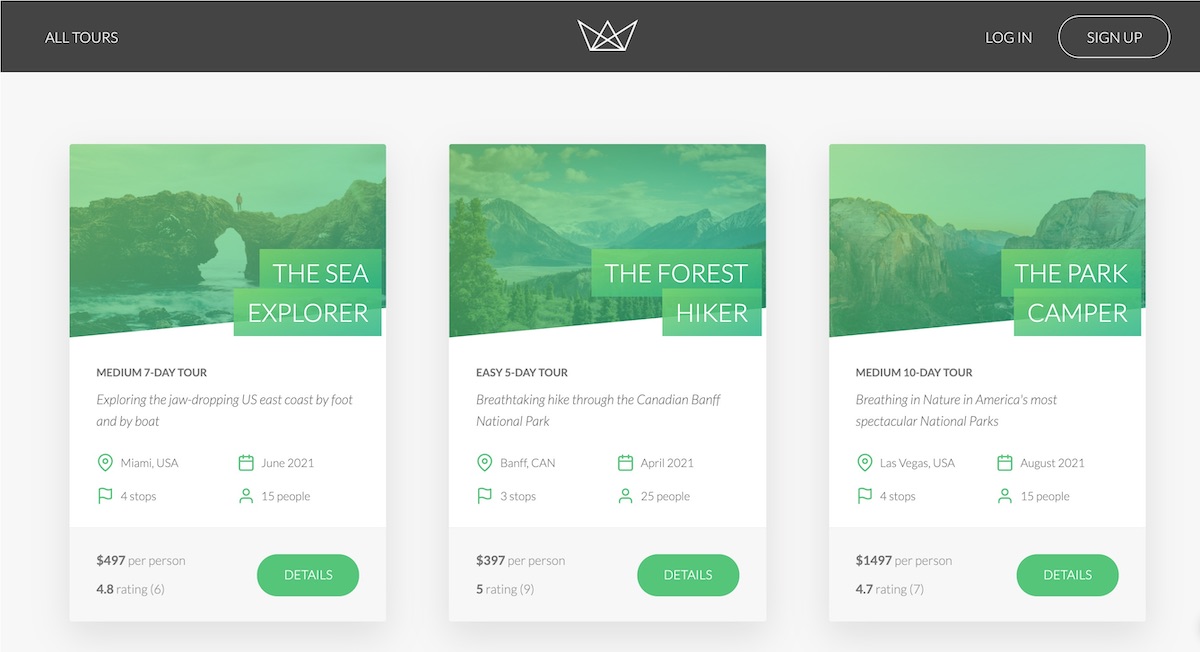 ALL TOURS
LOG IN
SIGN UP
THE SEA
EXPLORER
MEDIUM 7-DAY TOUR
Exploring the jaw-dropping US east coast by foot
and by boat
Miami, USA
June 2021
4 stops
15 people
$497 per person
4.8 rating (6)
DETAILS
THE FOREST
HIKER
EASY 5-DAY TOUR
Breathtaking hike through the Canadian Banff
National Park
Banff, CAN
April 2021
3 stops
25 people
$397 per person
5 rating (9)
DETAILS
THE PARK
CAMPER
MEDIUM 10-DAY TOUR
Breathing in Nature in America's most
spectacular National Parks
Las Vegas, USA
August 2021
4 stops
15 people
$1497 per person
4.7 rating (7)
DETAILS